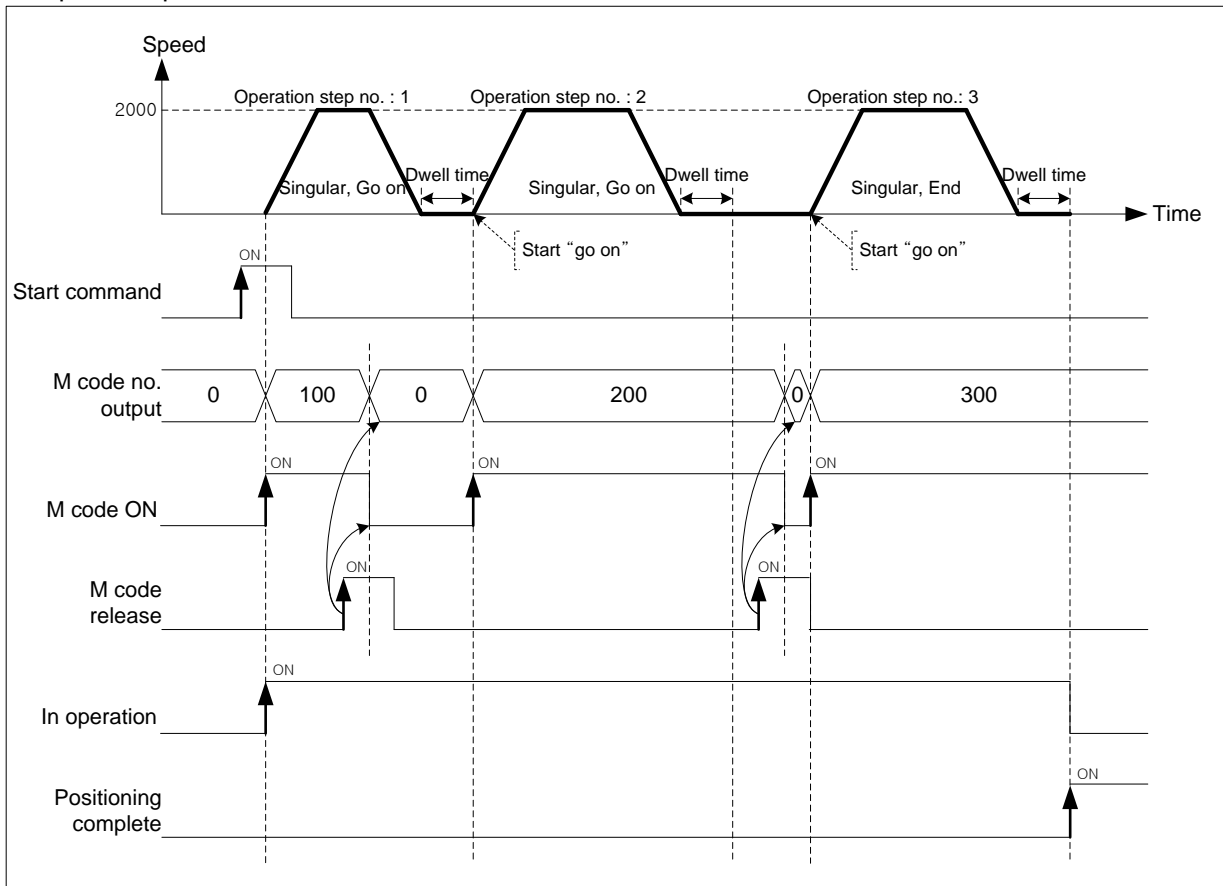 Speed
2000
Operation step no. : 1
Operation step no. : 2
Operation step no.: 3
Singular, Go on
Dwell time
Singular, Go on
Dwell time
Singular, End
Dwell time
Time
Start “go on”
Start “go on”
Start command
ON
M code no.
output
0
100
0
200
0
300
M code ON
ON
ON
ON
M code
release
ON
ON
In operation
ON
Positioning
complete
ON